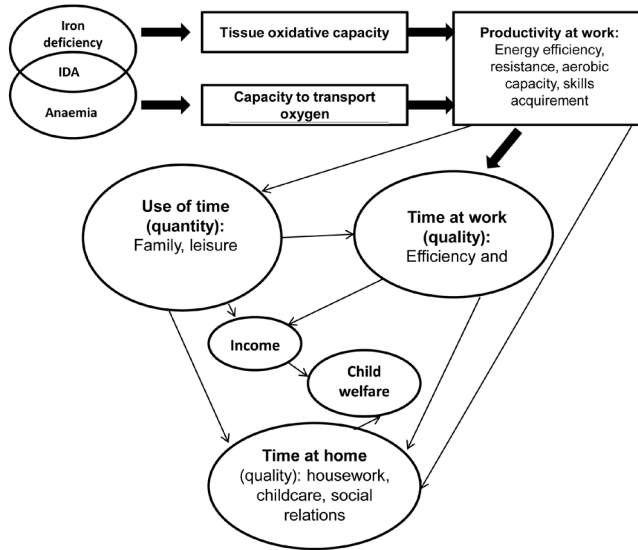 Iron
deficiency
IDA
Anaemia
Tissue oxidative capacity
Capacity to transport
oxygen
Productivity at work:
Energy efficiency,
resistance, aerobic
capacity, skills
acquirement
Use of time
(quantity):
Family, leisure
Time at work
(quality):
Efficiency and
Income
Child
welfare
Time at home
(quality): housework,
childcare, social
relations